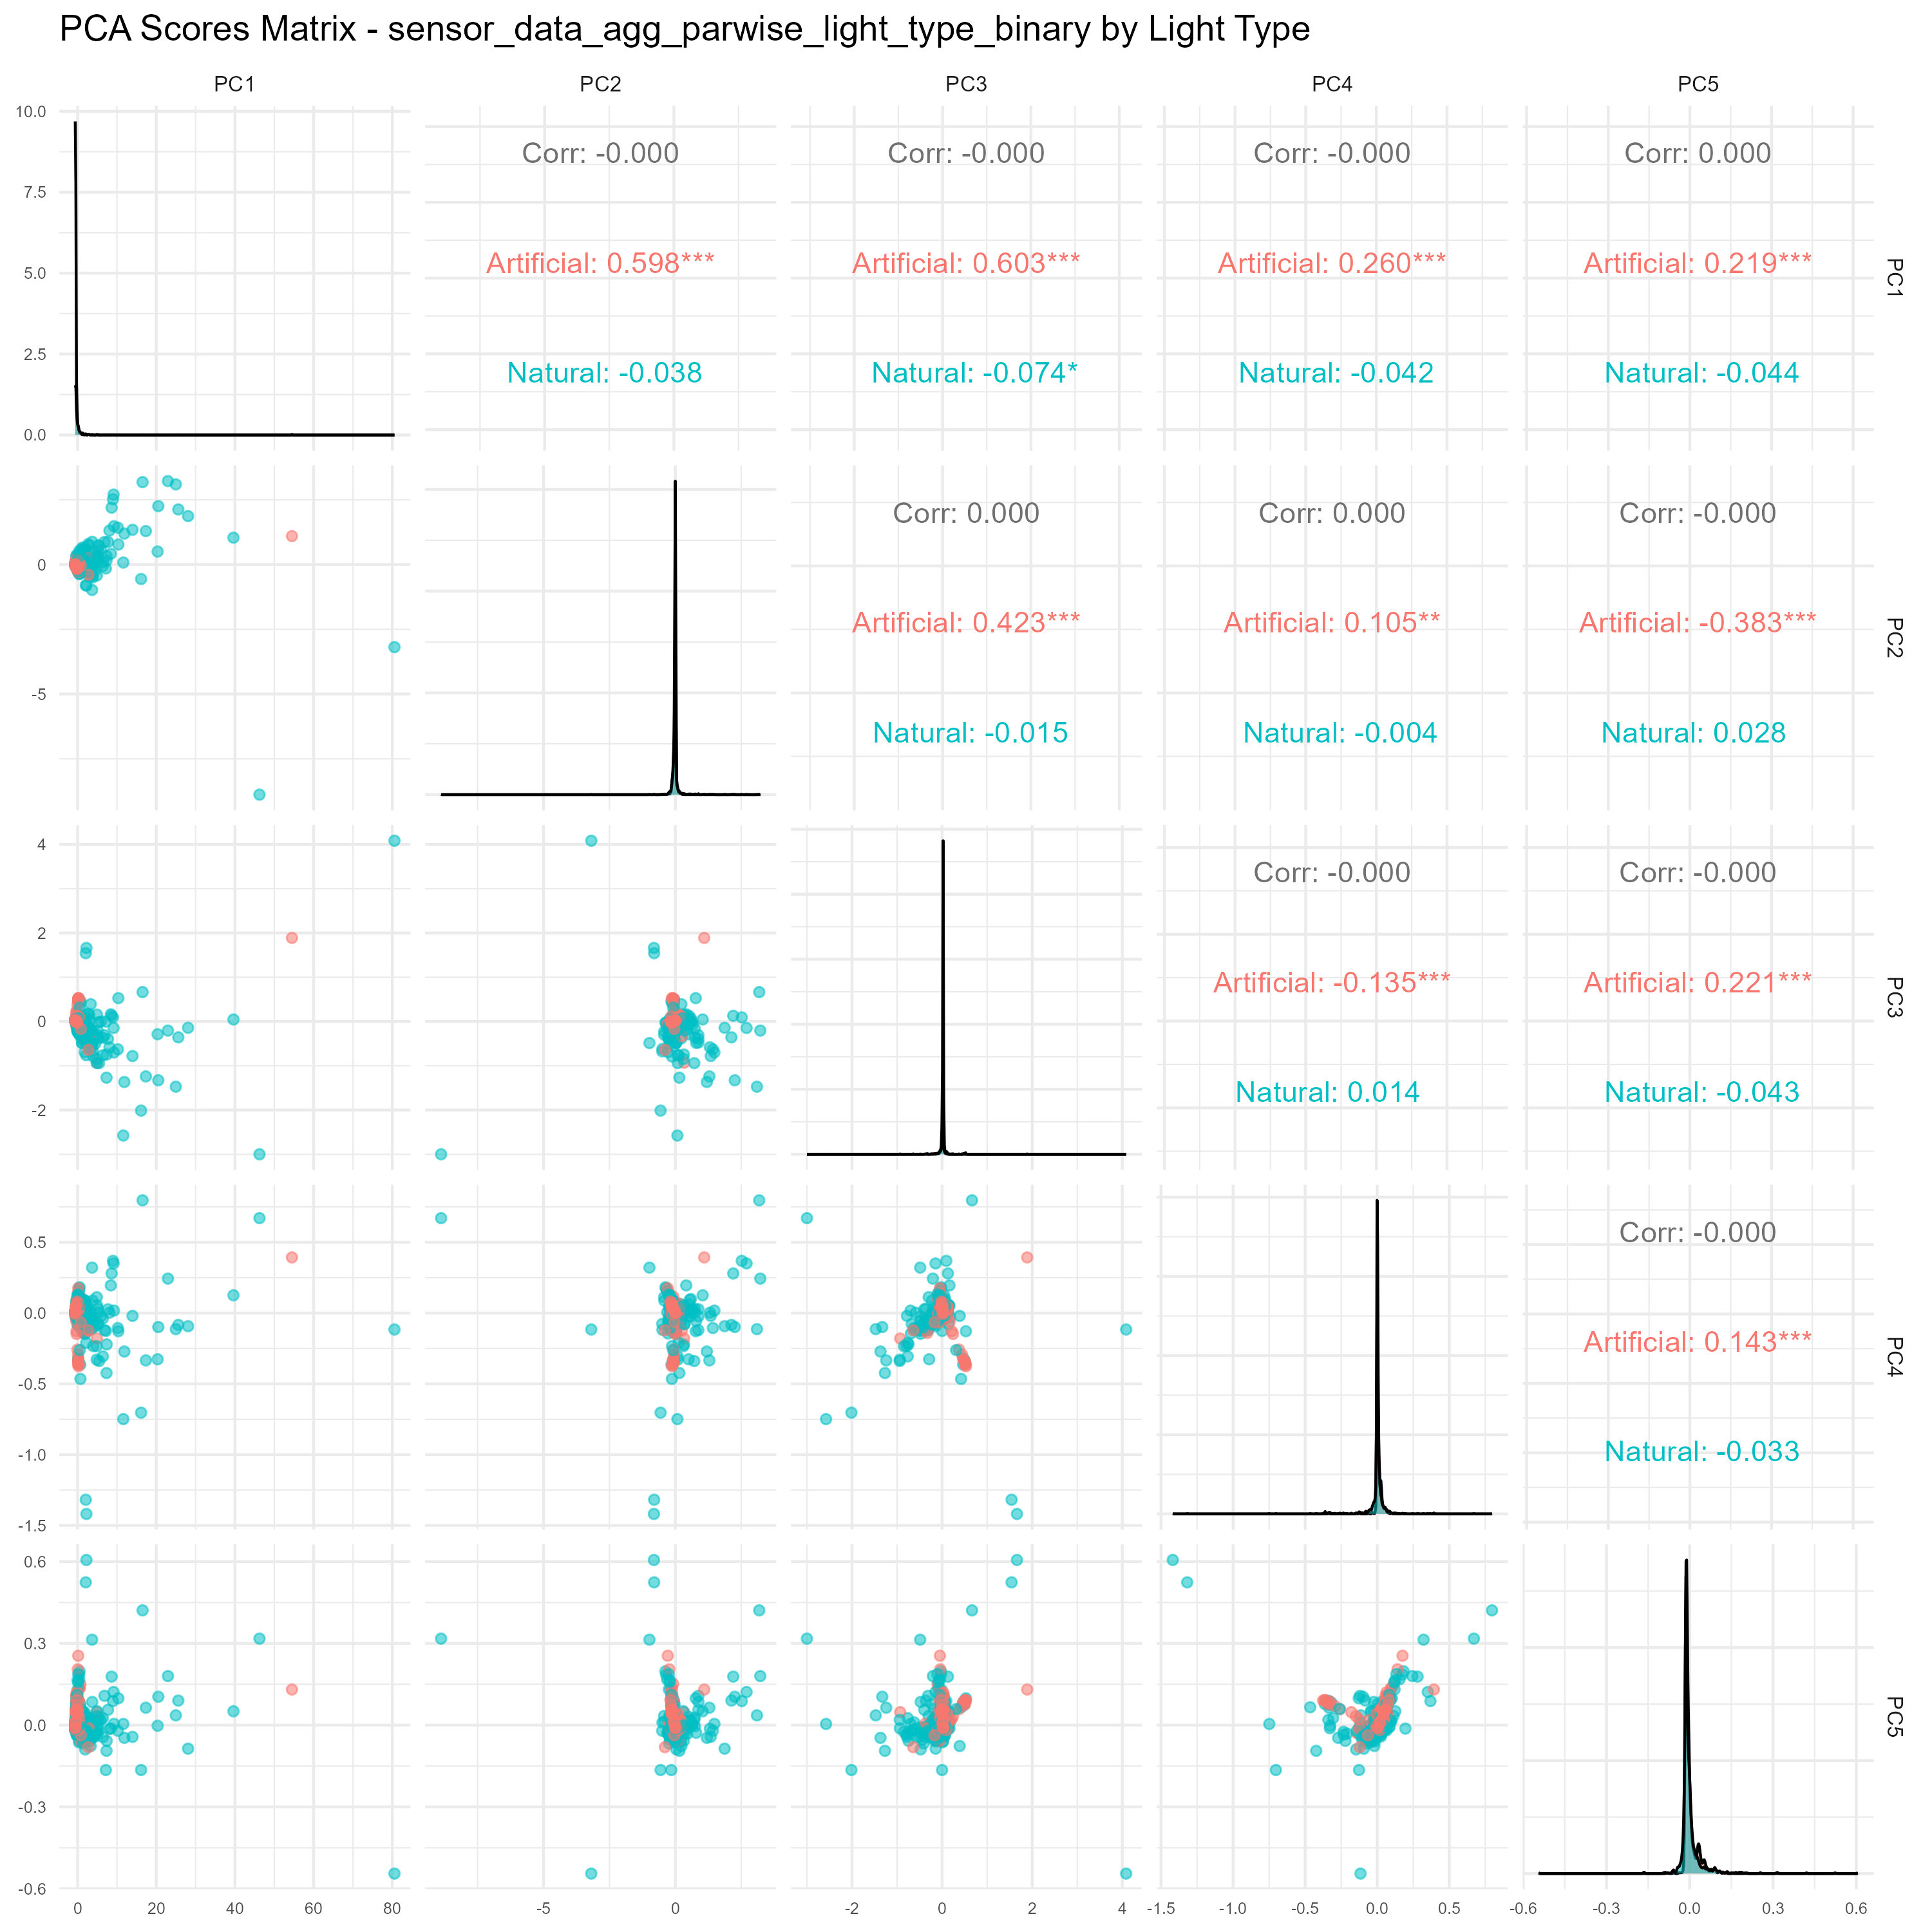 PCA Scores Matrix - sensor_data_agg_parwise_light_type_binary by Light Type
PC1 PC2 PC3 PC4 PC5
10.0
7.5
5.0
2.5
0.0
Corr: -0.000
Artificial: 0.598***
Natural: -0.038
Corr: -0.000
Artificial: 0.603***
Natural: -0.074*
Corr: -0.000
Artificial: 0.260***
Natural: -0.042
Corr: 0.000
Artificial: 0.219***
Natural: -0.044
PC1
0
-5
Corr: 0.000
Artificial: 0.423***
Natural: -0.015
Corr: 0.000
Artificial: 0.105**
Natural: -0.004
Corr: -0.000
Artificial: -0.383***
Natural: 0.028
PC2
4
2
0
-2
Corr: -0.000
Artificial: -0.135***
Natural: 0.014
Corr: -0.000
Artificial: 0.221***
Natural: -0.043
PC3
0.5
0.0
-0.5
-1.0
-1.5
Corr: -0.000
Artificial: 0.143***
Natural: -0.033
PC4
0.6
0.3
0.0
-0.3
-0.6
PC5
0 20 40 60 80
-5 0
-2 0 2 4
-1.5 -1.0 -0.5 0.0 0.5
-0.6 -0.3 0.0 0.3 0.6